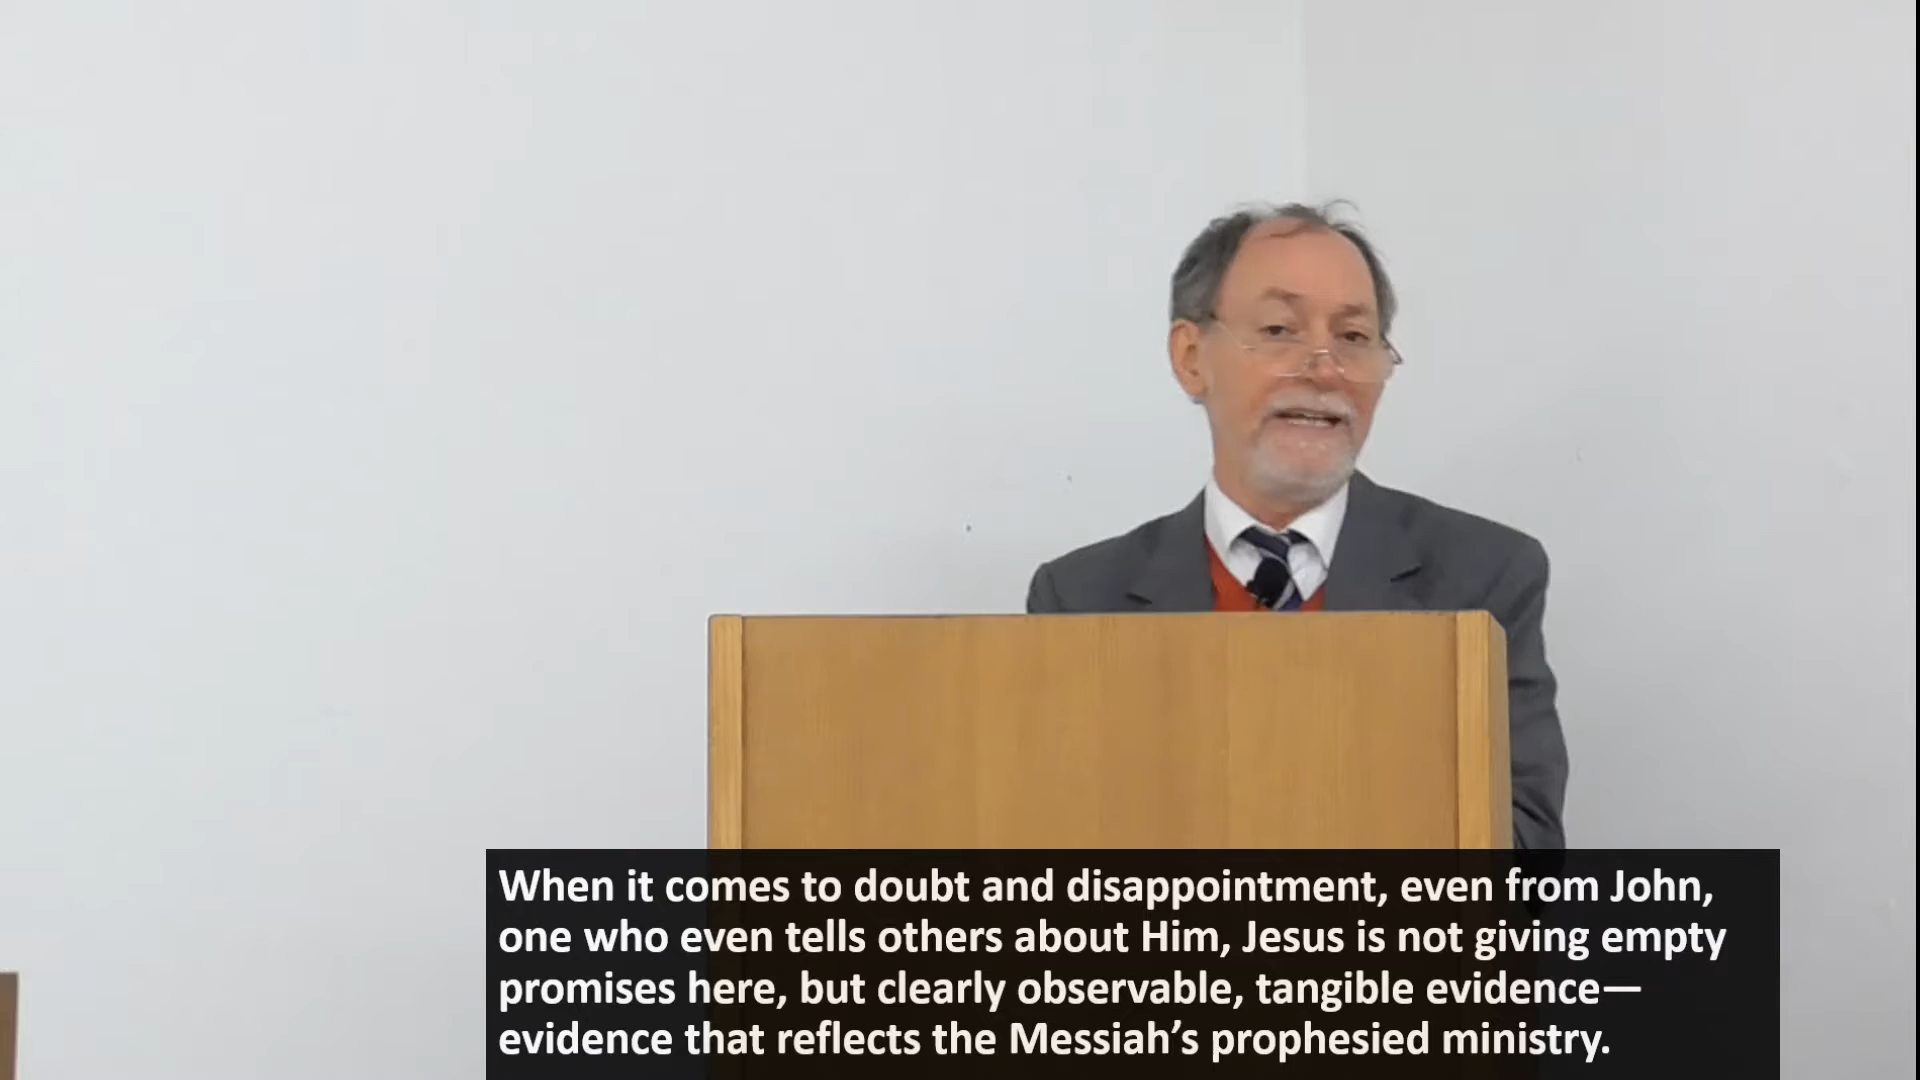 When it comes to doubt and disappointment, even from John,
one who even tells others about Him, Jesus is not giving empty
promises here, but clearly observable, tangible evidence—
evidence that reflects the Messiah’s prophesied ministry.